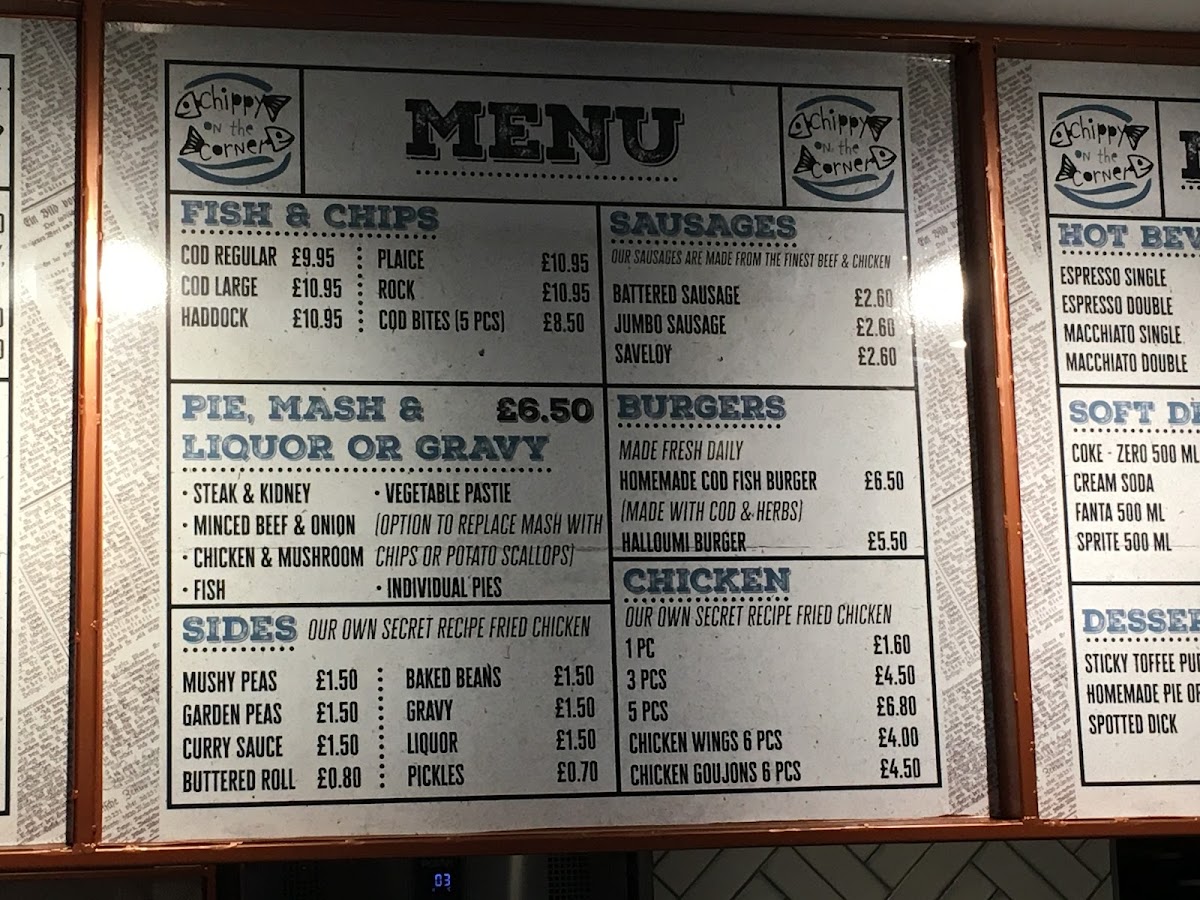 Chippy
on the
Corner
MENU
Chippy
on the
Corner
FISH & CHIPS
COD REGULAR £9.95
COD LARGE £10.95
HADDOCK £10.95
PLAICE £10.95
ROCK £10.95
COD BITES (5 PCS) £8.50
SAUSAGES
OUR SAUSAGES ARE MADE FROM THE FINEST BEEF & CHICKEN
BATTERED SAUSAGE £2.60
JUMBO SAUSAGE £2.60
SAVELOY £2.60
PIE, MASH & £6.50
LIQUOR OR GRAVY
• STEAK & KIDNEY
• MINCED BEEF & ONION
• CHICKEN & MUSHROOM
• FISH
• VEGETABLE PASTIE
(OPTION TO REPLACE MASH WITH
CHIPS OR POTATO SCALLOPS)
• INDIVIDUAL PIES
BURGERS
MADE FRESH DAILY
HOMEMADE COD FISH BURGER £6.50
(MADE WITH COD & HERBS)
HALLOUMI BURGER £5.50
SIDES OUR OWN SECRET RECIPE FRIED CHICKEN
MUSHY PEAS £1.50
GARDEN PEAS £1.50
CURRY SAUCE £1.50
BUTTERED ROLL £0.80
BAKED BEANS £1.50
GRAVY £1.50
LIQUOR £1.50
PICKLES £0.70
CHICKEN
OUR OWN SECRET RECIPE FRIED CHICKEN
1 PC £1.60
3 PCS £4.50
5 PCS £6.80
CHICKEN WINGS 6 PCS £4.00
CHICKEN GOUJONS 6 PCS £4.50
Chippy
on the
Corner
HOT BEV
ESPRESSO SINGLE
ESPRESSO DOUBLE
MACCHIATO SINGLE
MACCHIATO DOUBLE
SOFT D
COKE - ZERO 500 ML
CREAM SODA
FANTA 500 ML
SPRITE 500 ML
DESSER
STICKY TOFFEE PU
HOMEMADE PIE OF
SPOTTED DICK
03